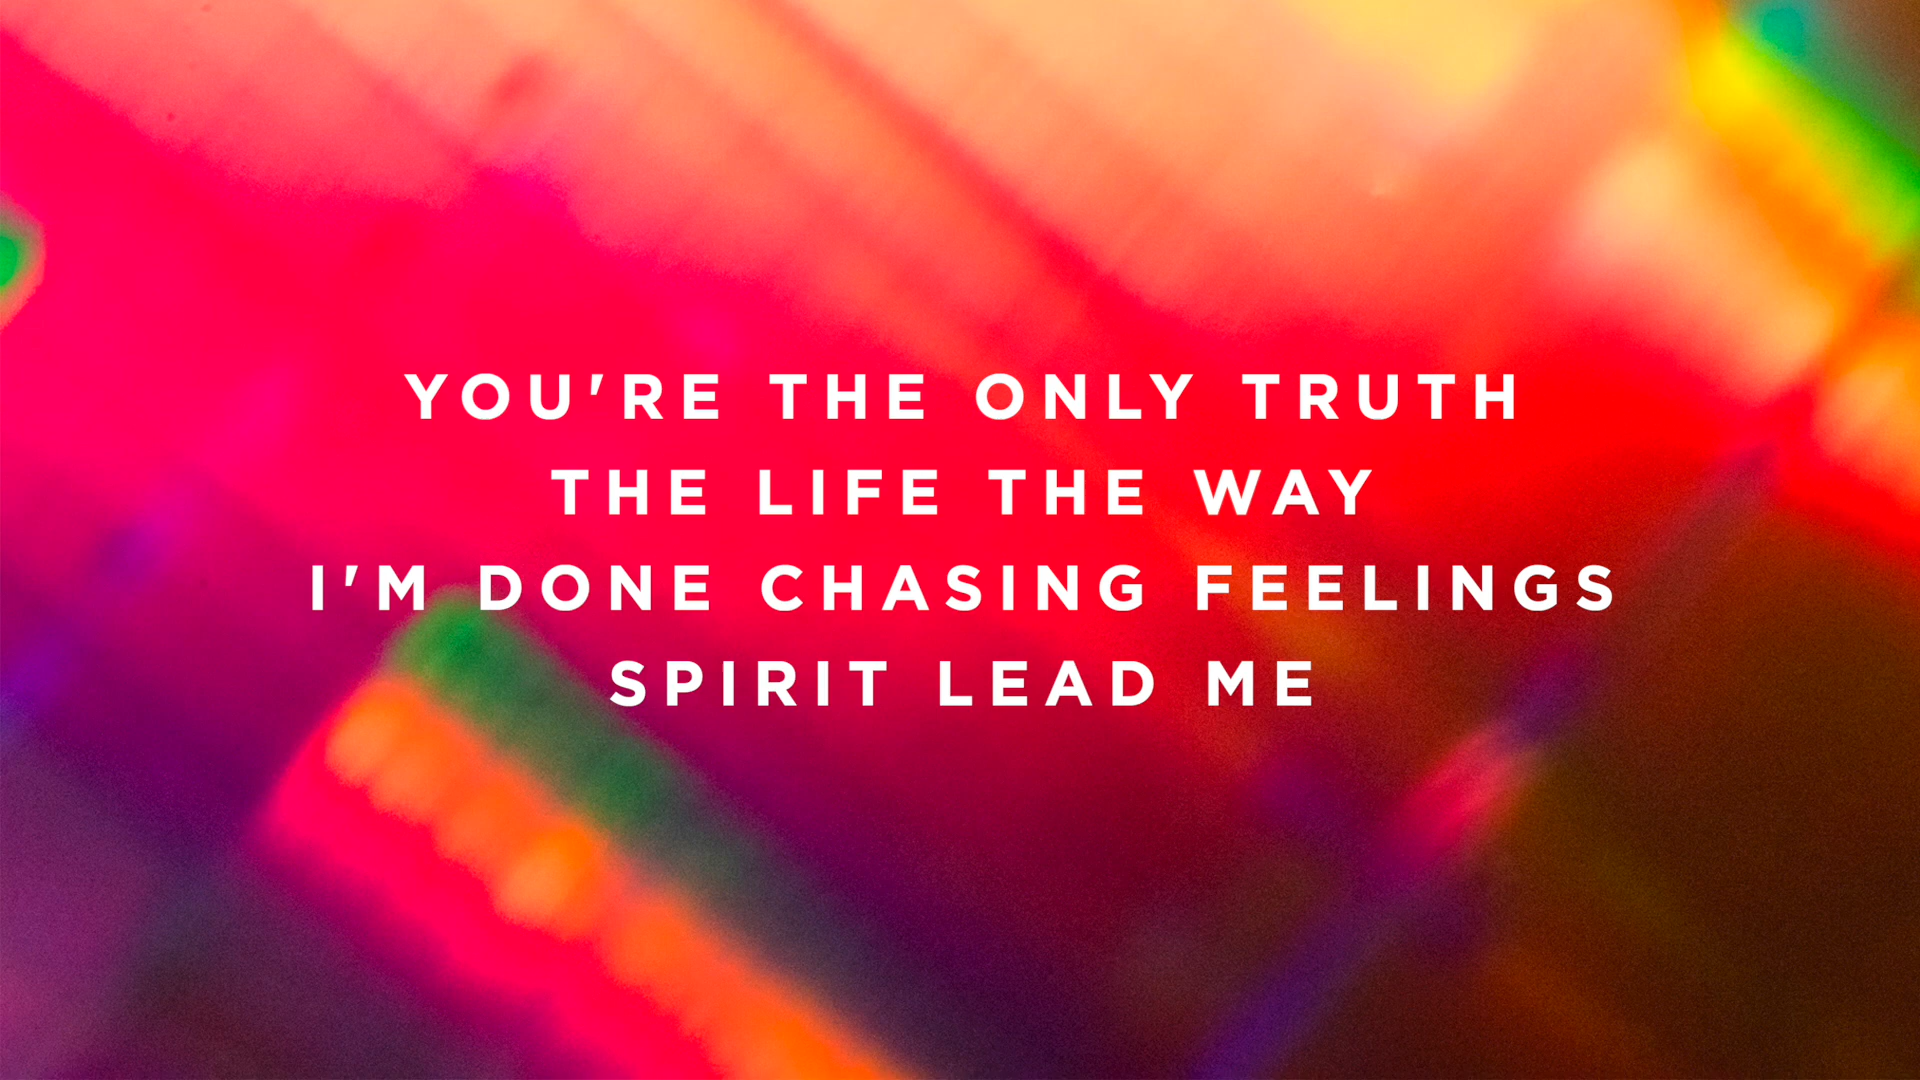 YOU'RE THE ONLY TRUTH
THE LIFE THE WAY
I'M DONE CHASING FEELINGS
SPIRIT LEAD ME